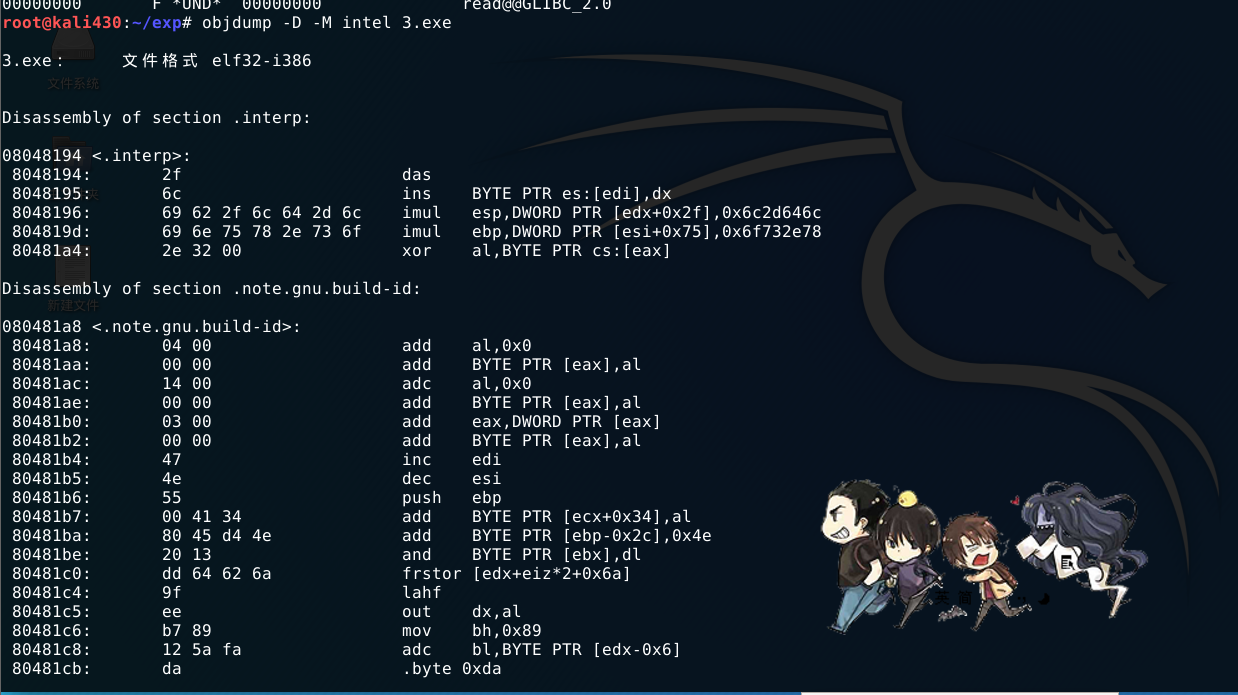 00000000       F *UND*  00000000              read@@GLIBC_2.0
root@kali430:~/exp# objdump -D -M intel 3.exe
3.exe：     文件格式 elf32-i386
文件系统
Disassembly of section .interp:
08048194 <.interp>:
 8048194:	2f                   	das
 8048195:	6c                   	ins    BYTE PTR es:[edi],dx
 8048196:	69 62 2f 6c 64 2d 6c 	imul   esp,DWORD PTR [edx+0x2f],0x6c2d646c
 804819d:	69 6e 75 78 2e 73 6f 	imul   ebp,DWORD PTR [esi+0x75],0x6f732e78
 80481a4:	2e 32 00             	xor    al,BYTE PTR cs:[eax]
Disassembly of section .note.gnu.build-id:
新建文件
080481a8 <.note.gnu.build-id>:
 80481a8:	04 00                	add    al,0x0
 80481aa:	00 00                	add    BYTE PTR [eax],al
 80481ac:	14 00                	adc    al,0x0
 80481ae:	00 00                	add    BYTE PTR [eax],al
 80481b0:	03 00                	add    eax,DWORD PTR [eax]
 80481b2:	00 00                	add    BYTE PTR [eax],al
 80481b4:	47                   	inc    edi
 80481b5:	4e                   	dec    esi
 80481b6:	55                   	push   ebp
 80481b7:	00 41 34             	add    BYTE PTR [ecx+0x34],al
 80481ba:	80 45 d4 4e          	add    BYTE PTR [ebp-0x2c],0x4e
 80481be:	20 13                	and    BYTE PTR [ebx],dl
 80481c0:	dd 64 62 6a          	frstor [edx+eiz*2+0x6a]
 80481c4:	9f                   	lahf
 80481c5:	ee                   	out    dx,al
 80481c6:	b7 89                	mov    bh,0x89
 80481c8:	12 5a fa             	adc    bl,BYTE PTR [edx-0x6]
 80481cb:	da                   	.byte 0xda
英 简